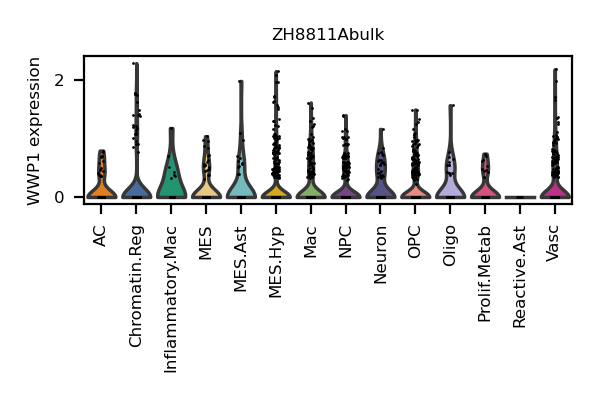 ZH8811Abulk
WWP1 expression
2
0
AC
Chromatin.Reg
Inflammatory.Mac
MES
MES.Ast
MES.Hyp
Mac
NPC
Neuron
OPC
Oligo
Prolif.Metab
Reactive.Ast
Vasc